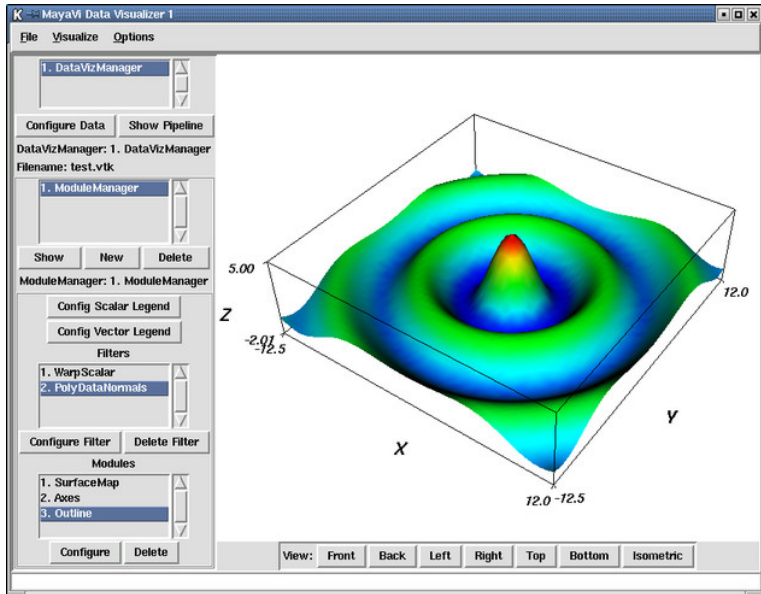 MayaVi Data Visualizer 1
File Visualize Options
1. DataVizManager
Configure Data Show Pipeline
DataVizManager: 1. DataVizManager
Filename: test.vtk
1. ModuleManager
Show New Delete
ModuleManager: 1. ModuleManager
Config Scalar Legend
Config Vector Legend
Filters
1. WarpScalar
2. PolyDataNormals
Configure Filter Delete Filter
Modules
1. SurfaceMap
2. Axes
3. Outline
Configure Delete
5.00
Z
-2.01
-12.5
X
12.0
-12.5
Y
12.0
View: Front Back Left Right Top Bottom Isometric